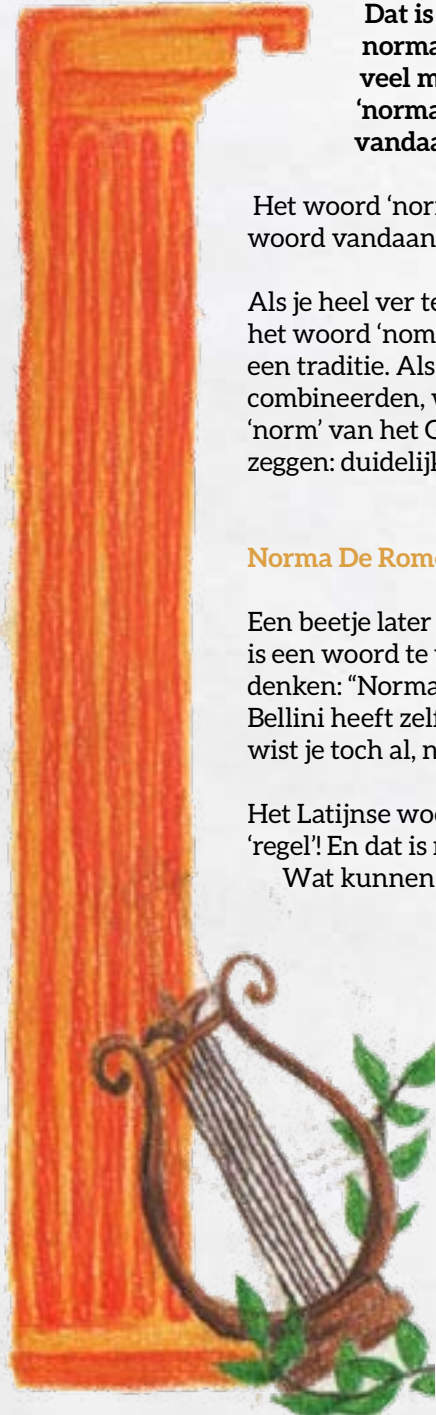 Dat is
norma
veel m
‘norma
vandaa
Het woord ‘nor
woord vandaan
Als je heel ver te
het woord ‘nom
een traditie. Als
combineerden, v
‘norm’ van het G
zeggen: duidelijk
Norma De Rom
Een beetje later
is een woord te
denken: “Norma
Bellini heeft zelf
wist je toch al, n
Het Latijnse woo
‘regel’! En dat is
Wat kunnen